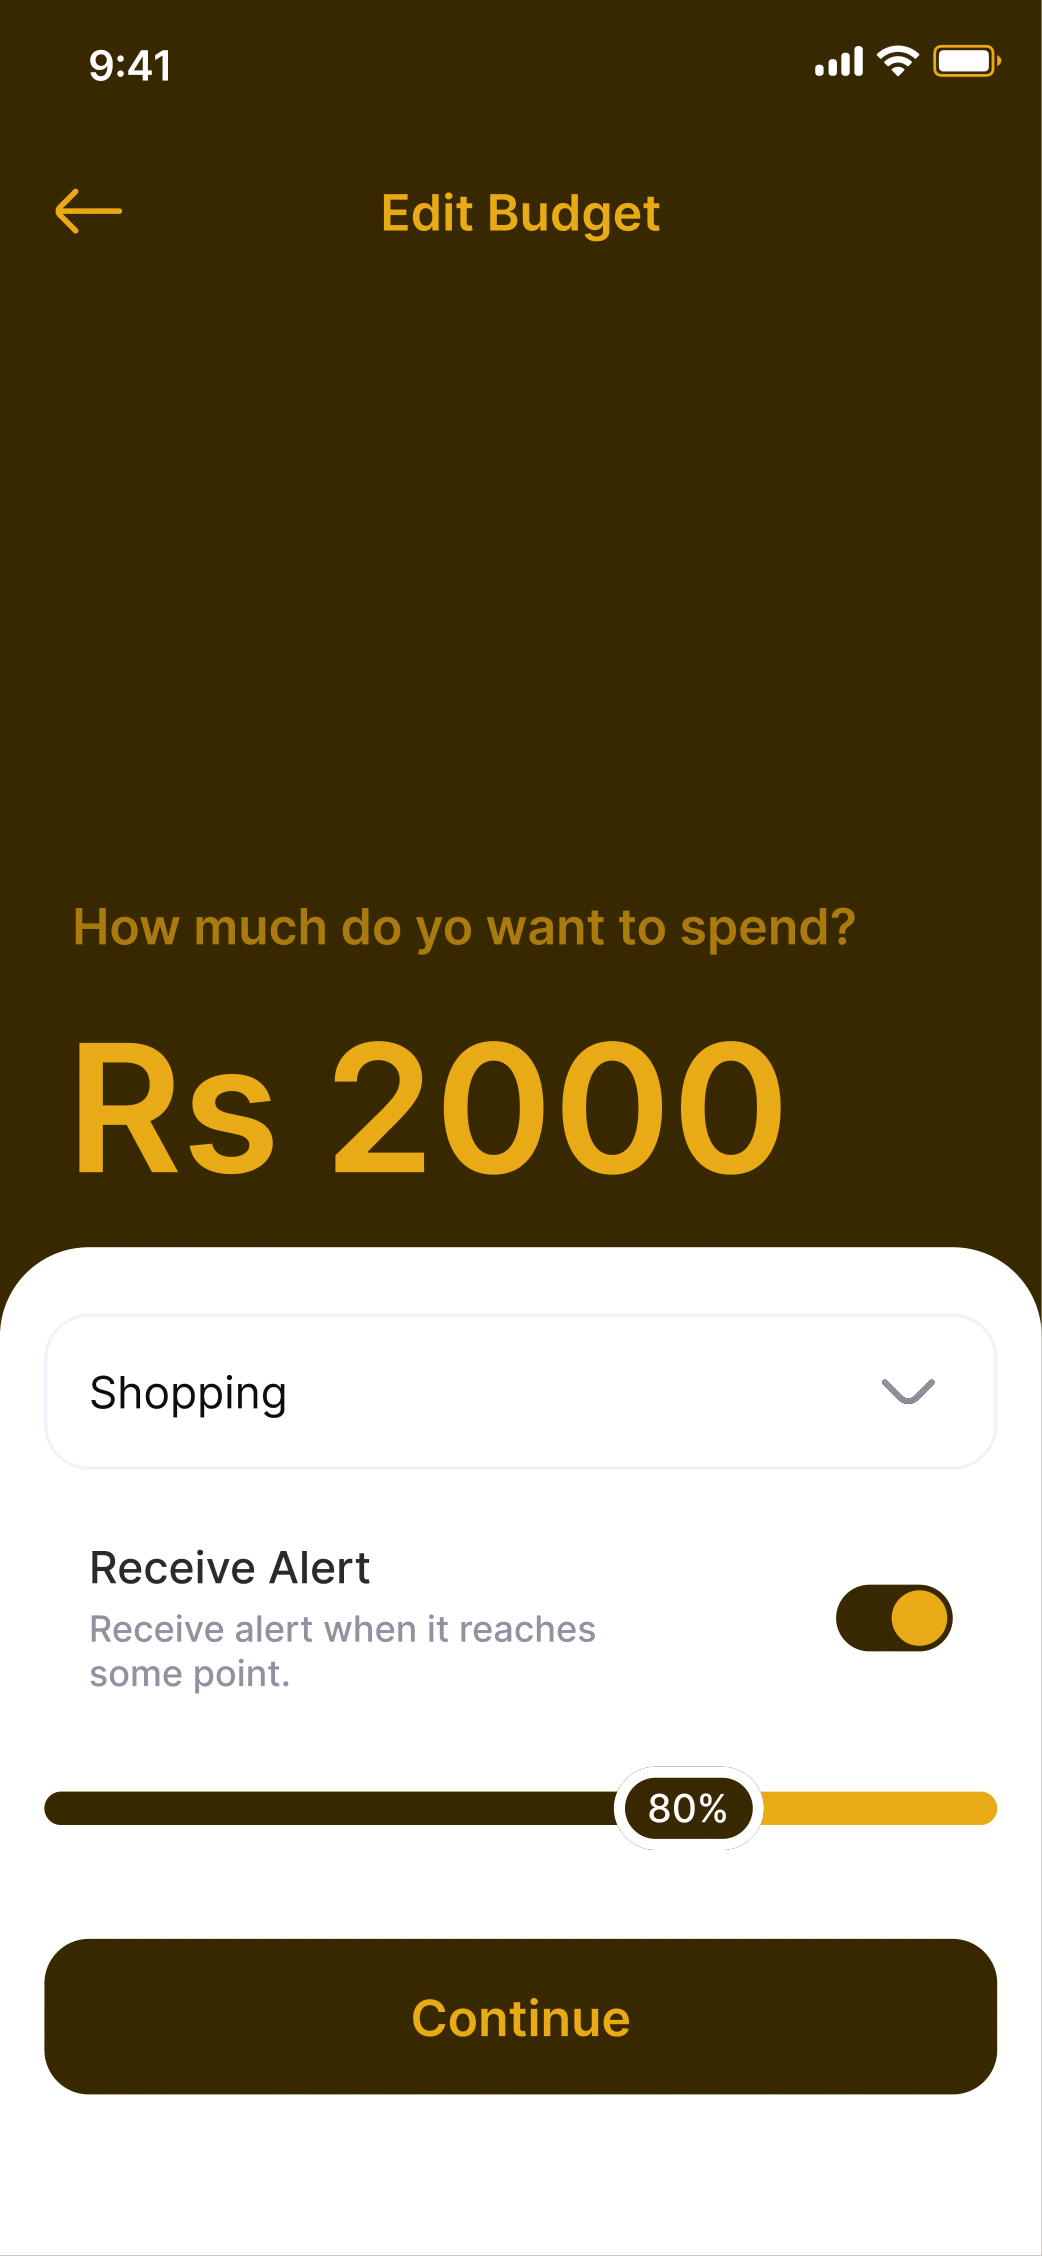 9:41
Edit Budget
How much do yo want to spend?
Rs 2000
Shopping
Receive Alert
Receive alert when it reaches
some point.
80%
Continue